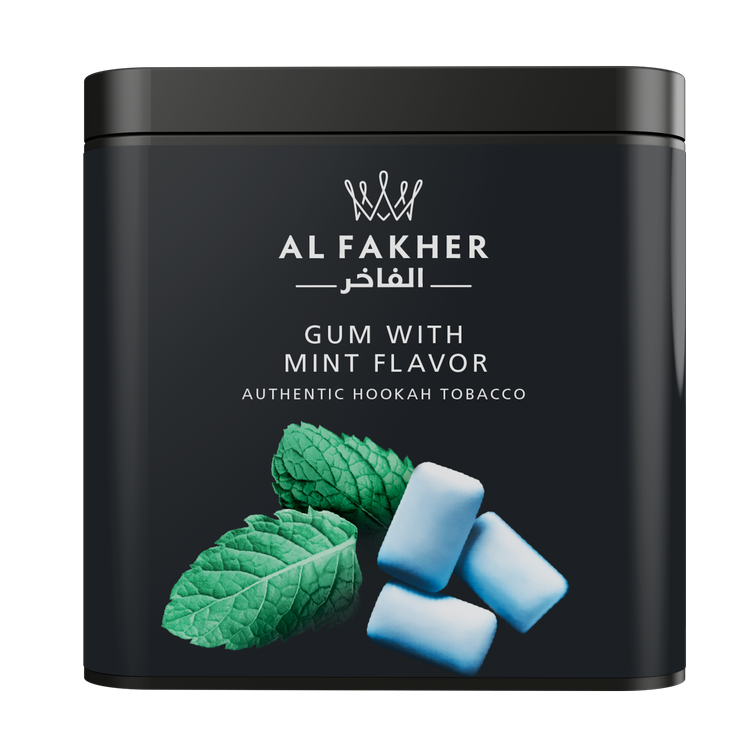 AL FAKHER
الفاخر
GUM WITH
MINT FLAVOR
AUTHENTIC HOOKAH TOBACCO